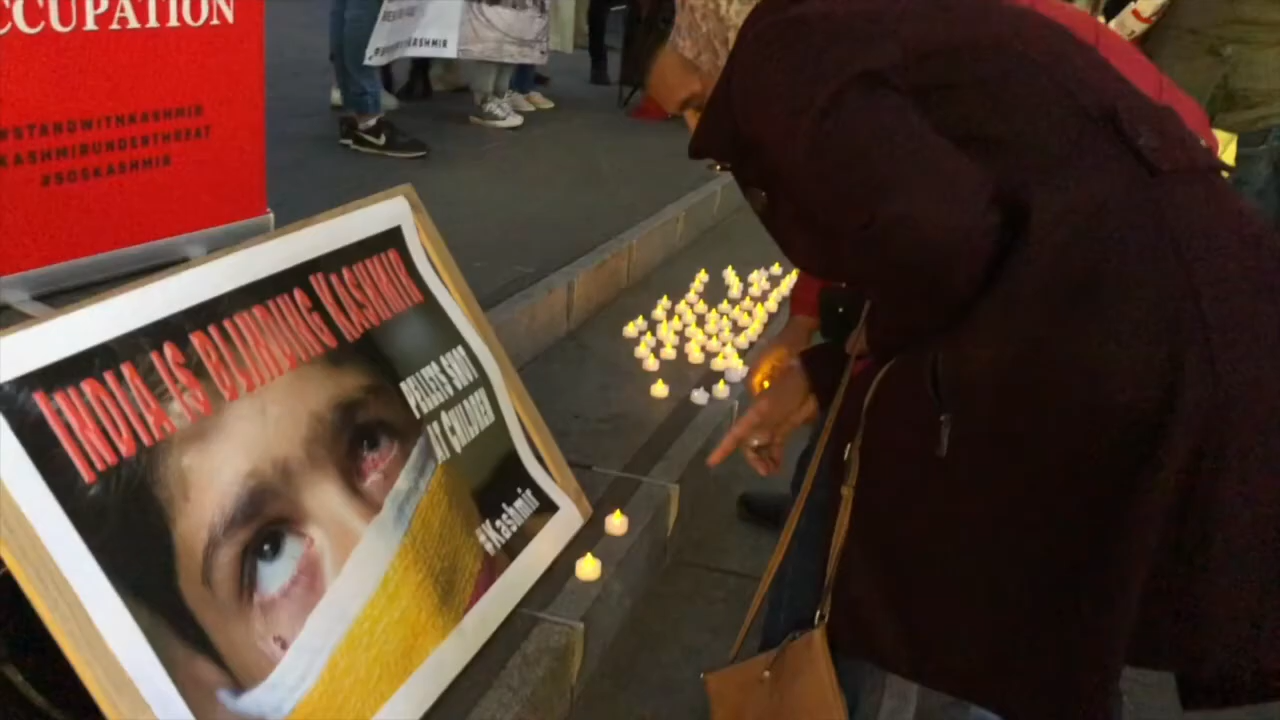 CCUPATION
#STANDWITHKASHMIR
KASHMIRUNDERTHREAT
#SOSKASHMIR
INDIA IS BLINDING KASHMIR
PELLETS SHOT
AT CHILDREN
#Kashmir